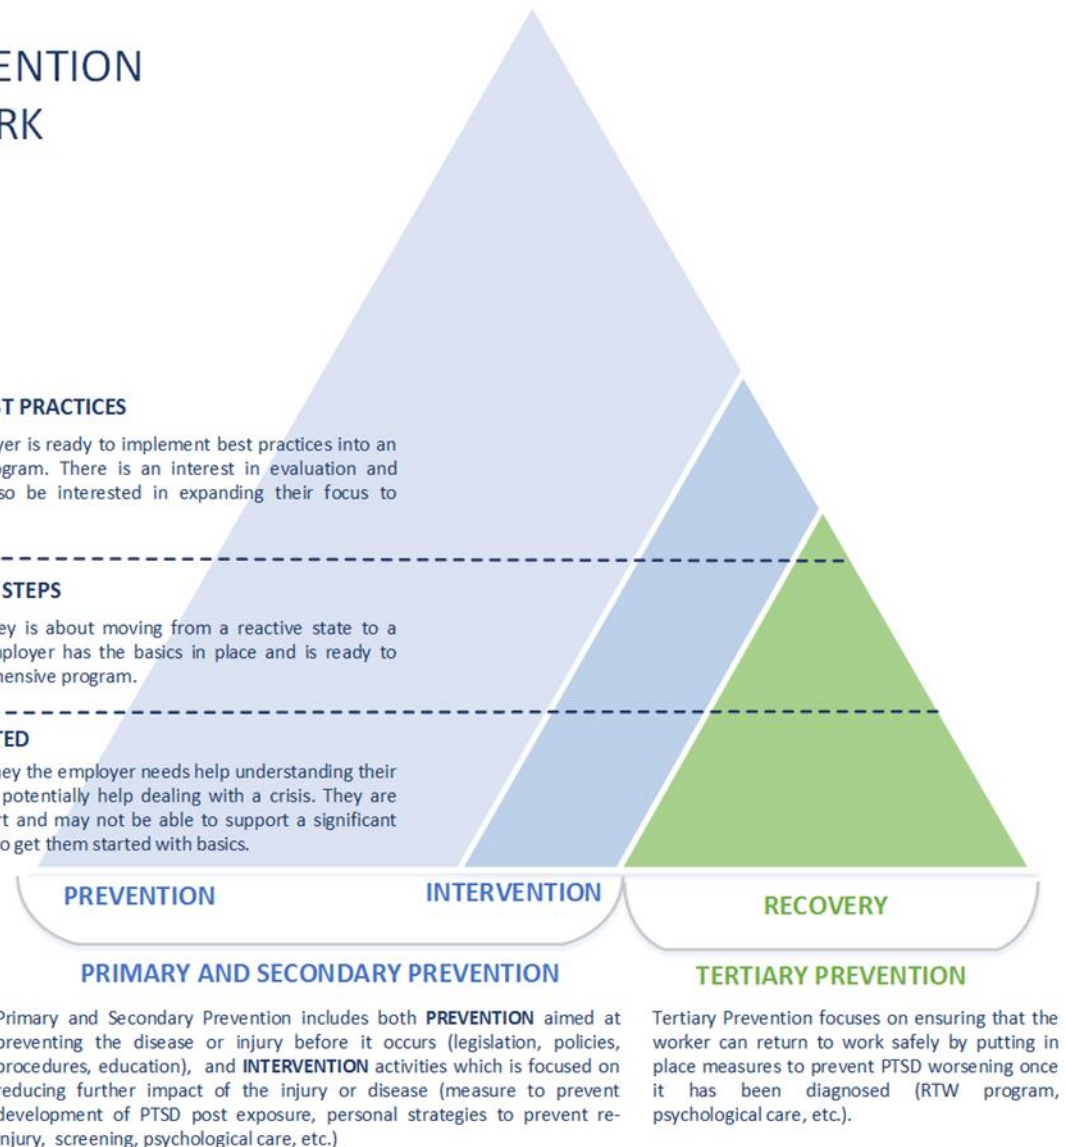 ENTION
RK
ST PRACTICES
yer is ready to implement best practices into an
gram. There is an interest in evaluation and
so be interested in expanding their focus to
STEPS
ey is about moving from a reactive state to a
mployer has the basics in place and is ready to
hensive program.
TED
ney the employer needs help understanding their
potentially help dealing with a crisis. They are
rt and may not be able to support a significant
o get them started with basics.
PREVENTION
INTERVENTION
RECOVERY
PRIMARY AND SECONDARY PREVENTION
Primary and Secondary Prevention includes both PREVENTION aimed at
preventing the disease or injury before it occurs (legislation, policies,
procedures, education), and INTERVENTION activities which is focused on
reducing further impact of the injury or disease (measure to prevent
development of PTSD post exposure, personal strategies to prevent re-
injury, screening, psychological care, etc.)
TERTIARY PREVENTION
Tertiary Prevention focuses on ensuring that the
worker can return to work safely by putting in
place measures to prevent PTSD worsening once
it has been diagnosed (RTW program,
psychological care, etc.).